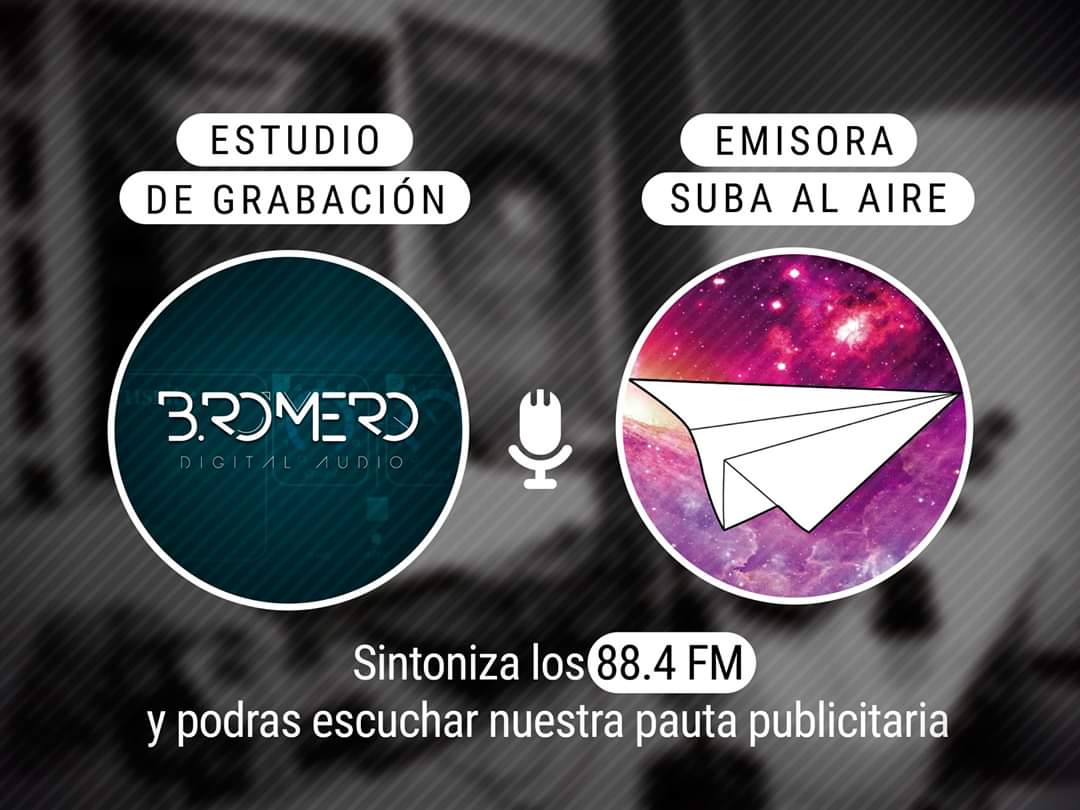 ESTUDIO
DE GRABACIÓN
B.ROMERO
DIGITAL AUDIO
EMISORA
SUBA AL AIRE
Sintoniza los 88.4 FM
y podras escuchar nuestra pauta publicitaria